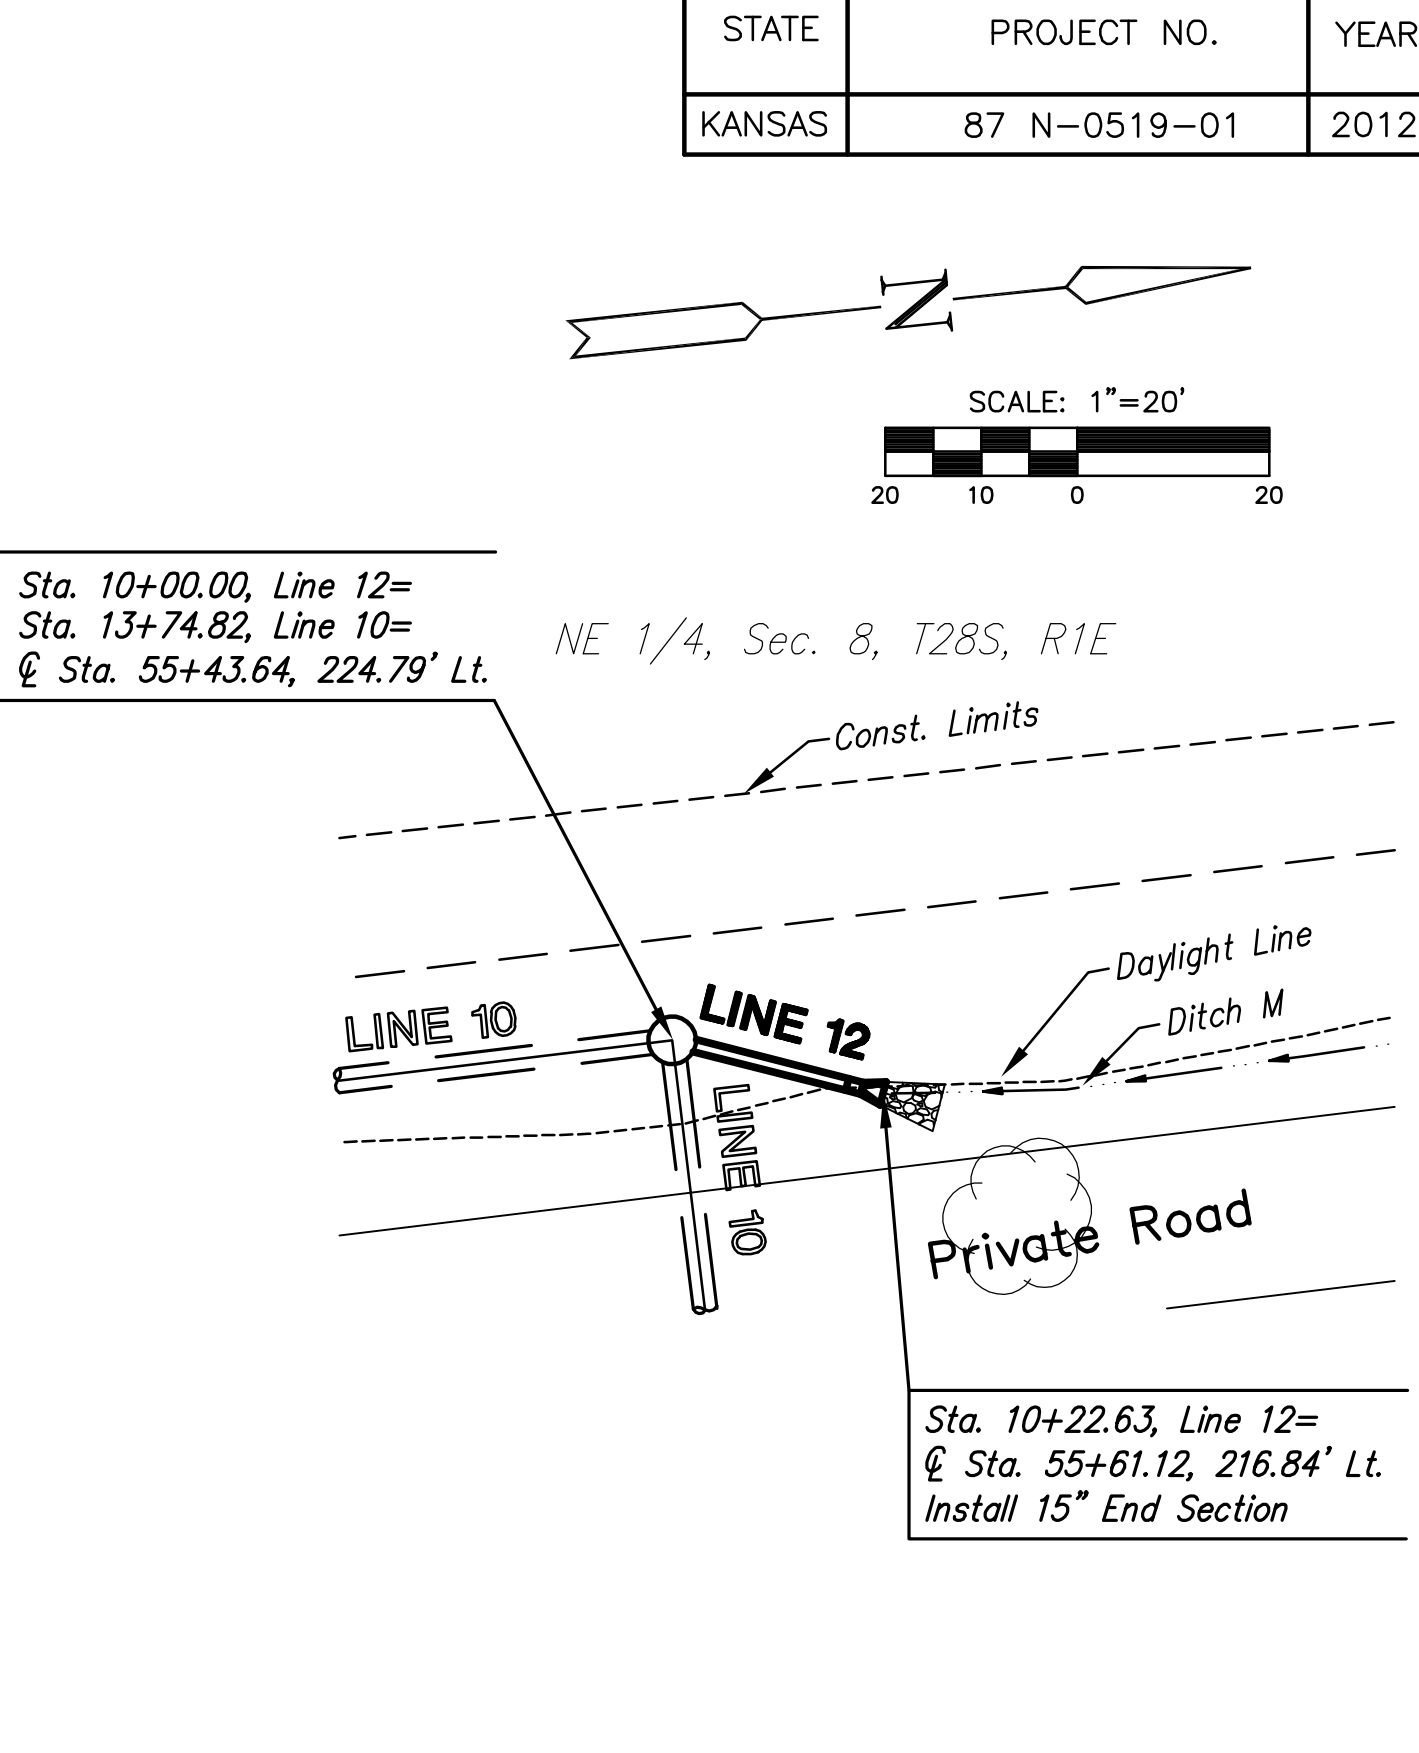 STATE PROJECT NO. YEAR
KANSAS 87 N-0519-01 2012
N
SCALE: 1"=20'
20 10 0 20
Sta. 10+00.00, Line 12=
Sta. 13+74.82, Line 10=
℄ Sta. 55+43.64, 224.79' Lt.
NE 1/4, Sec. 8, T28S, R1E
Const. Limits
Daylight Line
Ditch M
LINE 10
LINE 12
LINE 10
Private Road
Sta. 10+22.63, Line 12=
℄ Sta. 55+61.12, 216.84' Lt.
Install 15" End Section